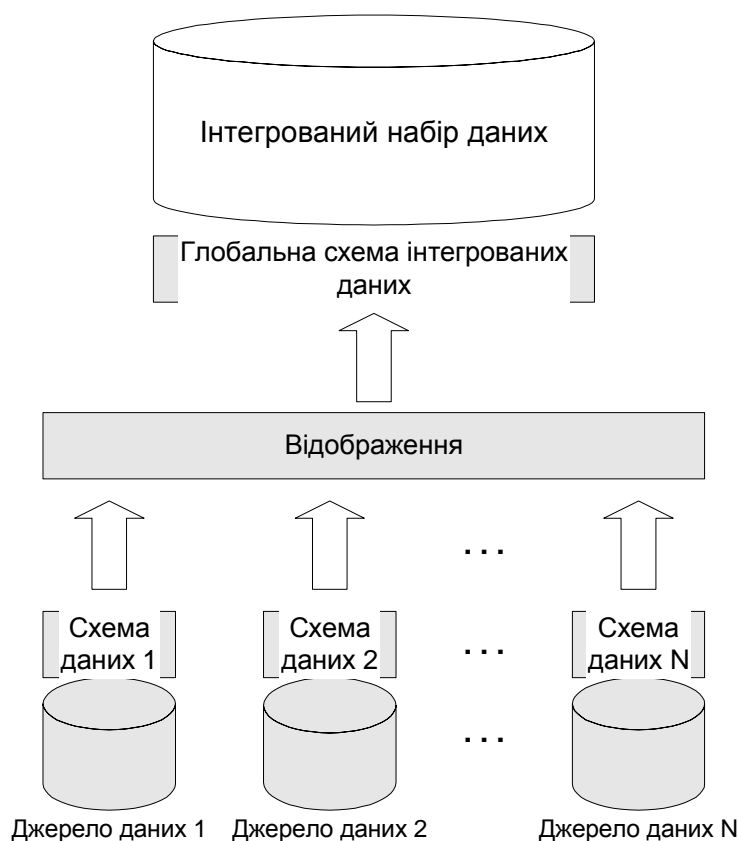 Інтегрований набір даних
Глобальна схема інтегрованих
даних
Відображення
. . .
Схема
даних 1
Схема
даних 2
. . .
Схема
даних N
. . .
Джерело даних 1
Джерело даних 2
Джерело даних N